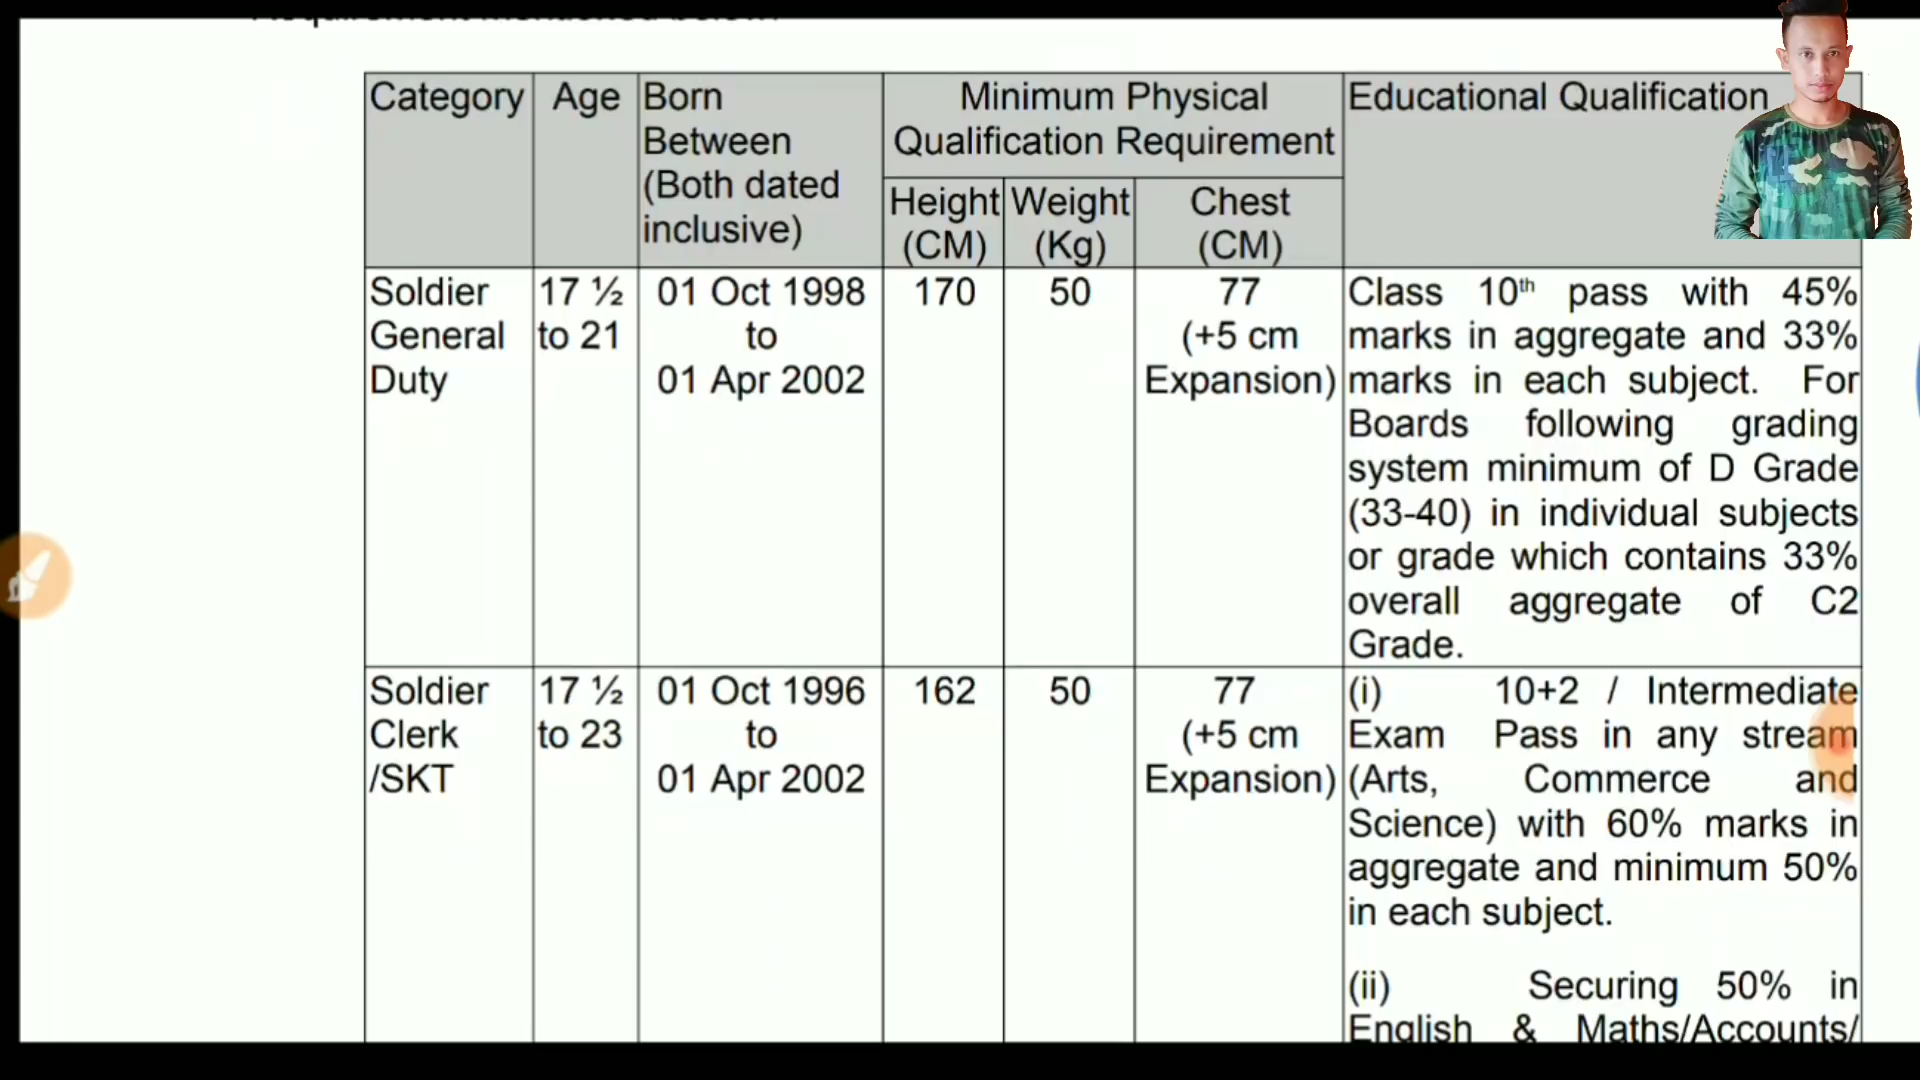 Requirement mentioned below
Category Age Born Between (Both dated inclusive) Minimum Physical Qualification Requirement Educational Qualification
Height (CM) Weight (Kg) Chest (CM)
Soldier 17 ½ 01 Oct 1998 170 50 77 Class 10th pass with 45%
General to 21 to (+5 cm marks in aggregate and 33%
Duty 01 Apr 2002 Expansion) marks in each subject. For
Boards following grading
system minimum of D Grade
(33-40) in individual subjects
or grade which contains 33%
overall aggregate of C2
Grade.
Soldier 17 ½ 01 Oct 1996 162 50 77 (i) 10+2 / Intermediate
Clerk to 23 to (+5 cm Exam Pass in any stream
/SKT 01 Apr 2002 Expansion) (Arts, Commerce and
Science) with 60% marks in
aggregate and minimum 50%
in each subject.
(ii) Securing 50% in
English & Maths/Accounts/